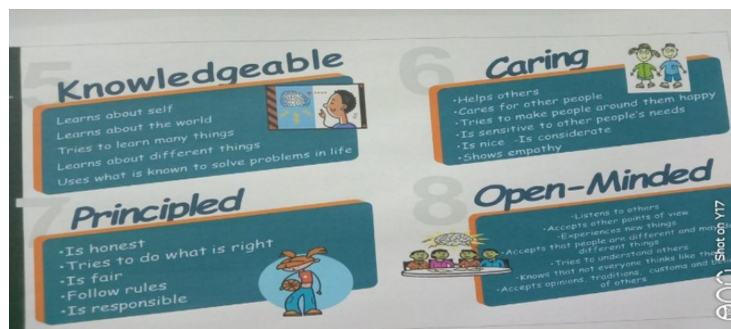 5
Knowledgeable
Learns about self
Learns about the world
Tries to learn many things
Learns about different things
Uses what is known to solve problems in life
6
Caring
·Helps others
·Cares for other people
·Tries to make people around them happy
·Is sensitive to other people's needs
·Is nice ·Is considerate
·Shows empathy
7
Principled
·Is honest
·Tries to do what is right
·Is fair
·Follow rules
·Is responsible
8
Open-Minded
·Listens to others
·Accepts other points of view
·Experiences new things
·Accepts that people are different and
different things
·Tries to understand others
·Knows that not everyone thinks like
·Accepts opinions, traditions, customs and
of others
Shot on Y17